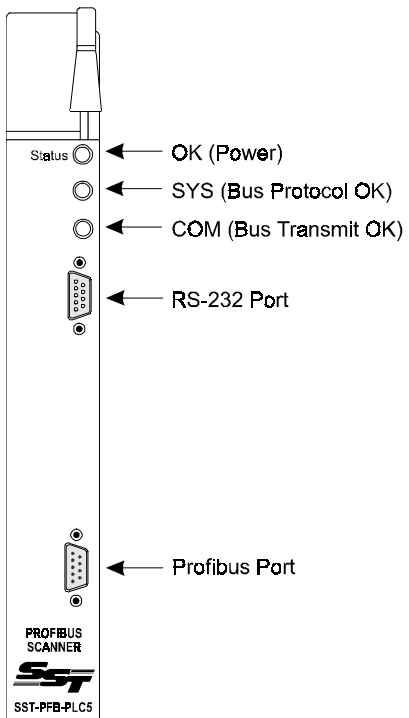 Status
OK (Power)
SYS (Bus Protocol OK)
COM (Bus Transmit OK)
RS-232 Port
Profibus Port
PROFIBUS
SCANNER
SST
SST-PFB-PLC5